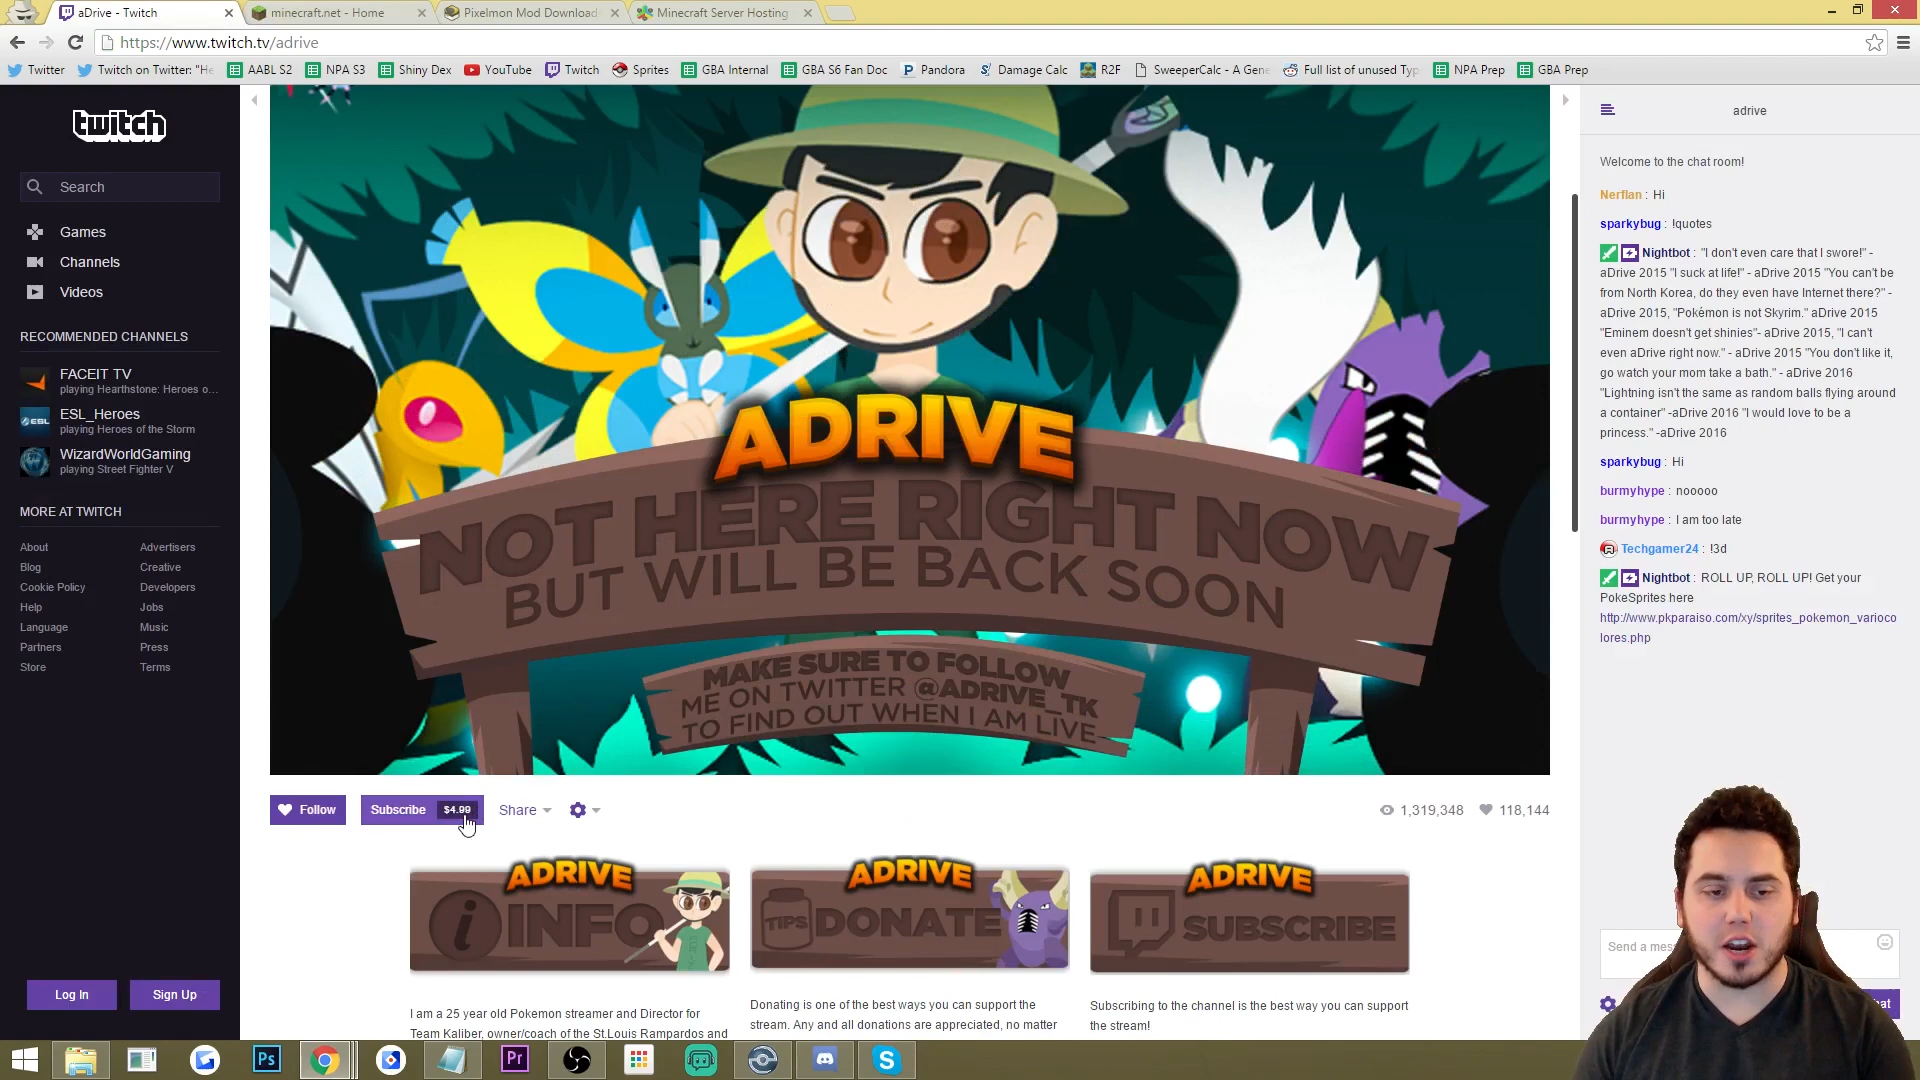 aDrive - Twitch
minecraft.net - Home
Pixelmon Mod Download
Minecraft Server Hosting
https://www.twitch.tv/adrive
Twitter
Twitch on Twitter: "He
AABL S2
NPA S3
Shiny Dex
YouTube
Twitch
Sprites
GBA Internal
GBA S6 Fan Doc
Pandora
Damage Calc
R2F
SweeperCalc - A Gene
Full list of unused Typ
NPA Prep
GBA Prep
twitch
Search
Games
Channels
Videos
RECOMMENDED CHANNELS
FACEIT TV
playing Hearthstone: Heroes o...
ESL_Heroes
playing Heroes of the Storm
WizardWorldGaming
playing Street Fighter V
MORE AT TWITCH
About
Advertisers
Blog
Creative
Cookie Policy
Developers
Help
Jobs
Language
Music
Partners
Press
Store
Terms
Log In
Sign Up
ADRIVE
NOT HERE RIGHT NOW
BUT WILL BE BACK SOON
MAKE SURE TO FOLLOW
ME ON TWITTER @ADRIVE_TK
TO FIND OUT WHEN I AM LIVE
Follow
Subscribe $4.99
Share
1,319,348
118,144
ADRIVE
INFO
I am a 25 year old Pokemon streamer and Director for
Team Kaliber, owner/coach of the St.Louis Rampardos and
ADRIVE
TIPS DONATE
Donating is one of the best ways you can support the
stream. Any and all donations are appreciated, no matter
ADRIVE
SUBSCRIBE
Subscribing to the channel is the best way you can support
the stream!
adrive
Welcome to the chat room!
Nerflan : Hi
sparkybug : !quotes
Nightbot : "I don't even care that I swore!" -
aDrive 2015 "I suck at life!" - aDrive 2015 "You can't be
from North Korea, do they even have Internet there?" -
aDrive 2015, "Pokémon is not Skyrim." aDrive 2015
"Eminem doesn't get shinies"- aDrive 2015, "I can't
even aDrive right now." - aDrive 2015 "You don't like it,
go watch your mom take a bath." - aDrive 2016
"Lightning isn't the same as random balls flying around
a container" -aDrive 2016 "I would love to be a
princess." -aDrive 2016
sparkybug : Hi
burmyhype : nooooo
burmyhype : I am too late
Techgamer24 : !3d
Nightbot : ROLL UP, ROLL UP! Get your
PokeSprites here
http://www.pkparaiso.com/xy/sprites_pokemon_varioco
lores.php
Send a mes
hat
Ps
Pr
S